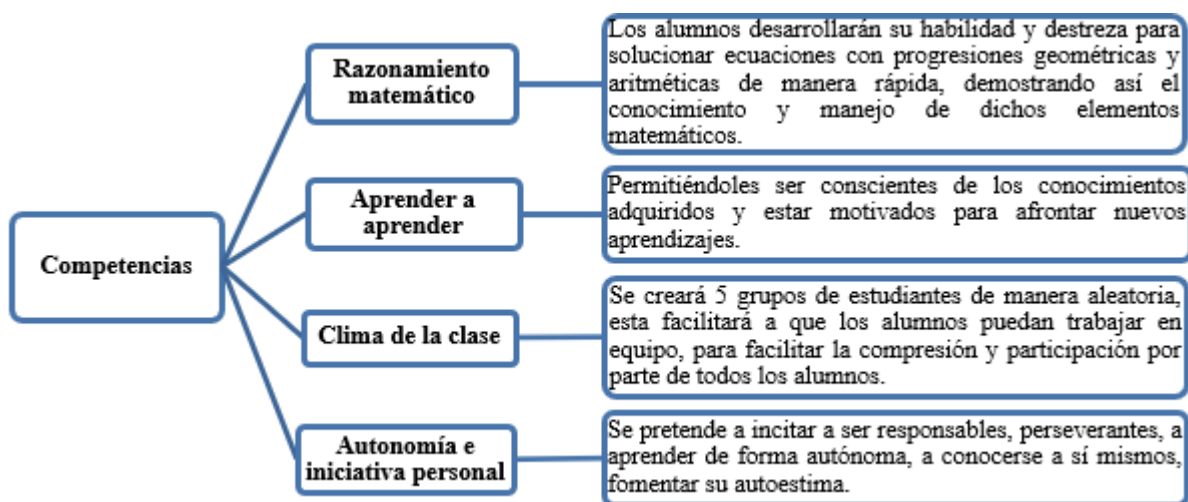 Competencias
Razonamiento
matemático
Los alumnos desarrollarán su habilidad y destreza para
solucionar ecuaciones con progresiones geométricas y
aritméticas de manera rápida, demostrando así el
conocimiento y manejo de dichos elementos
matemáticos.
Aprender a
aprender
Permitiéndoles ser conscientes de los conocimientos
adquiridos y estar motivados para afrontar nuevos
aprendizajes.
Clima de la clase
Se creará 5 grupos de estudiantes de manera aleatoria,
esta facilitará a que los alumnos puedan trabajar en
equipo, para facilitar la compresión y participación por
parte de todos los alumnos.
Autonomía e
iniciativa personal
Se pretende a incitar a ser responsables, perseverantes, a
aprender de forma autónoma, a conocerse a sí mismos,
fomentar su autoestima.